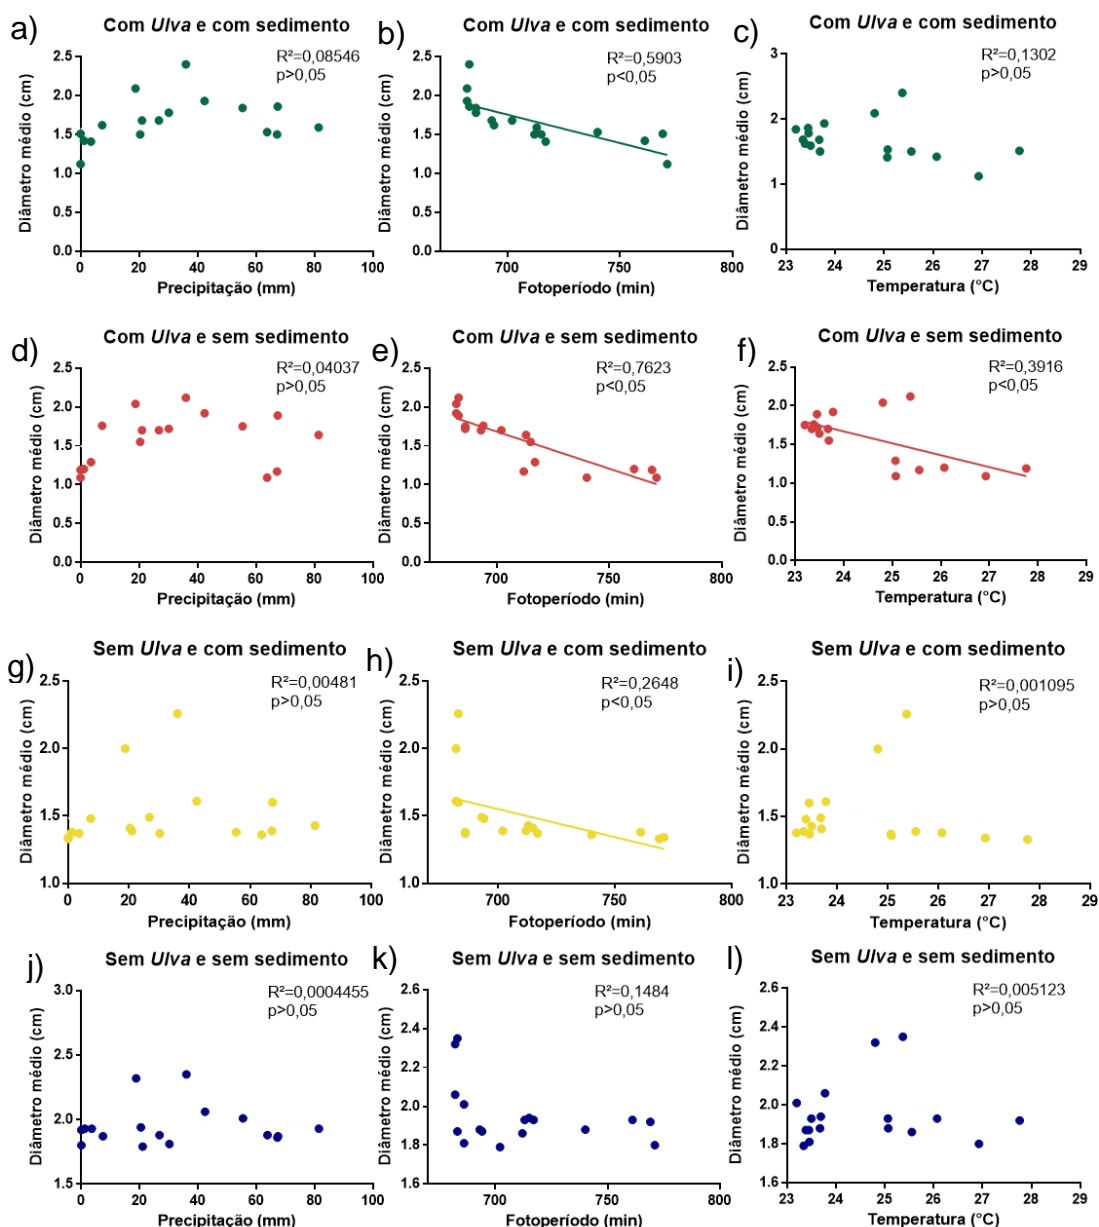 a)
Com Ulva e com sedimento
R²=0,08546
p>0,05
Diâmetro médio (cm)
2.5
2.0
1.5
1.0
0.5
0.0
0 20 40 60 80 100
Precipitação (mm)
b)
Com Ulva e com sedimento
R²=0,5903
p<0,05
Diâmetro médio (cm)
2.5
2.0
1.5
1.0
0.5
0.0
700 750 800
Fotoperíodo (min)
c)
Com Ulva e com sedimento
R²=0,1302
p>0,05
Diâmetro médio (cm)
3
2
1
0
23 24 25 26 27 28 29
Temperatura (°C)
d)
Com Ulva e sem sedimento
R²=0,04037
p>0,05
Diâmetro médio (cm)
2.5
2.0
1.5
1.0
0.5
0.0
0 20 40 60 80 100
Precipitação (mm)
e)
Com Ulva e sem sedimento
R²=0,7623
p<0,05
Diâmetro médio (cm)
2.5
2.0
1.5
1.0
0.5
0.0
700 750 800
Fotoperíodo (min)
f)
Com Ulva e sem sedimento
R²=0,3916
p<0,05
Diâmetro médio (cm)
2.5
2.0
1.5
1.0
0.5
0.0
23 24 25 26 27 28 29
Temperatura (°C)
g)
Sem Ulva e com sedimento
R²=0,00481
p>0,05
Diâmetro médio (cm)
2.5
2.0
1.5
1.0
0 20 40 60 80 100
Precipitação (mm)
h)
Sem Ulva e com sedimento
R²=0,2648
p<0,05
Diâmetro médio (cm)
2.5
2.0
1.5
1.0
700 750 800
Fotoperíodo (min)
i)
Sem Ulva e com sedimento
R²=0,001095
p>0,05
Diâmetro médio (cm)
2.5
2.0
1.5
1.0
23 24 25 26 27 28 29
Temperatura (°C)
j)
Sem Ulva e sem sedimento
R²=0,0004455
p>0,05
Diâmetro médio (cm)
3.0
2.5
2.0
1.5
0 20 40 60 80 100
Precipitação (mm)
k)
Sem Ulva e sem sedimento
R²=0,1484
p>0,05
Diâmetro médio (cm)
2.6
2.4
2.2
2.0
1.8
1.6
700 750 800
Fotoperíodo (min)
l)
Sem Ulva e sem sedimento
R²=0,005123
p>0,05
Diâmetro médio (cm)
2.6
2.4
2.2
2.0
1.8
1.6
23 24 25 26 27 28 29
Temperatura (°C)